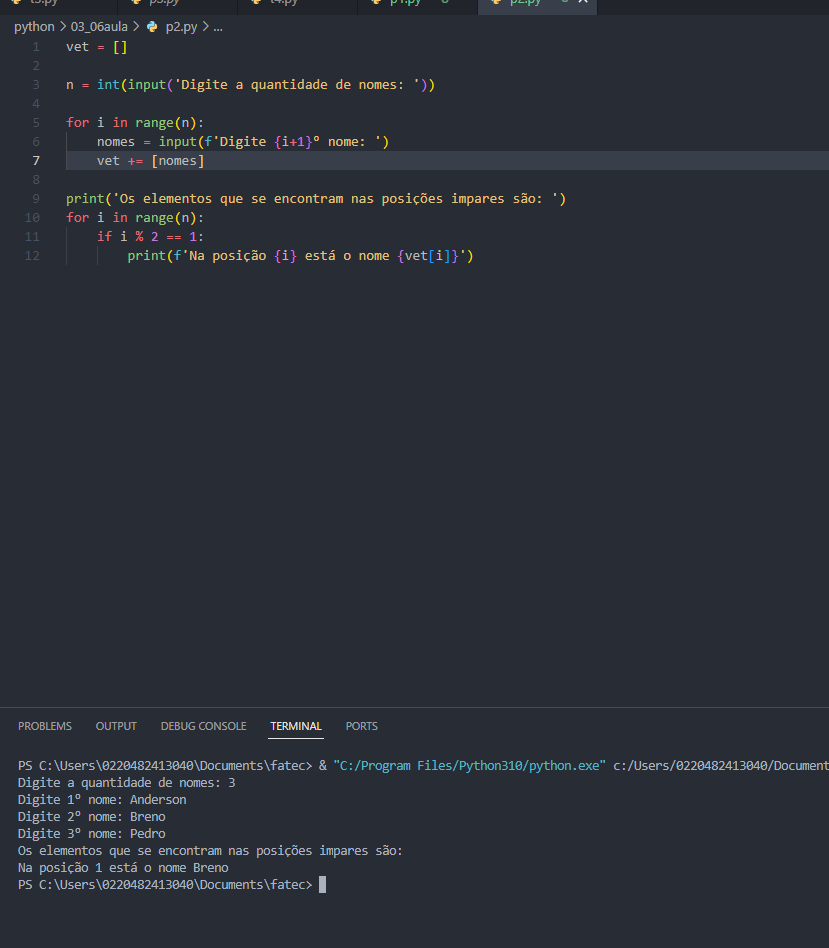 t3.py p3.py t4.py p1.py p2.py
python > 03_06aula > p2.py > ...
1 vet = []
2
3 n = int(input('Digite a quantidade de nomes: '))
4
5 for i in range(n):
6 nomes = input(f'Digite {i+1}º nome: ')
7 vet += [nomes]
8
9 print('Os elementos que se encontram nas posições impares são: ')
10 for i in range(n):
11 if i % 2 == 1:
12 print(f'Na posição {i} está o nome {vet[i]}')
PROBLEMS OUTPUT DEBUG CONSOLE TERMINAL PORTS
PS C:\Users\0220482413040\Documents\fatec> & "C:/Program Files/Python310/python.exe" c:/Users/0220482413040/Document
Digite a quantidade de nomes: 3
Digite 1º nome: Anderson
Digite 2º nome: Breno
Digite 3º nome: Pedro
Os elementos que se encontram nas posições impares são:
Na posição 1 está o nome Breno
PS C:\Users\0220482413040\Documents\fatec>